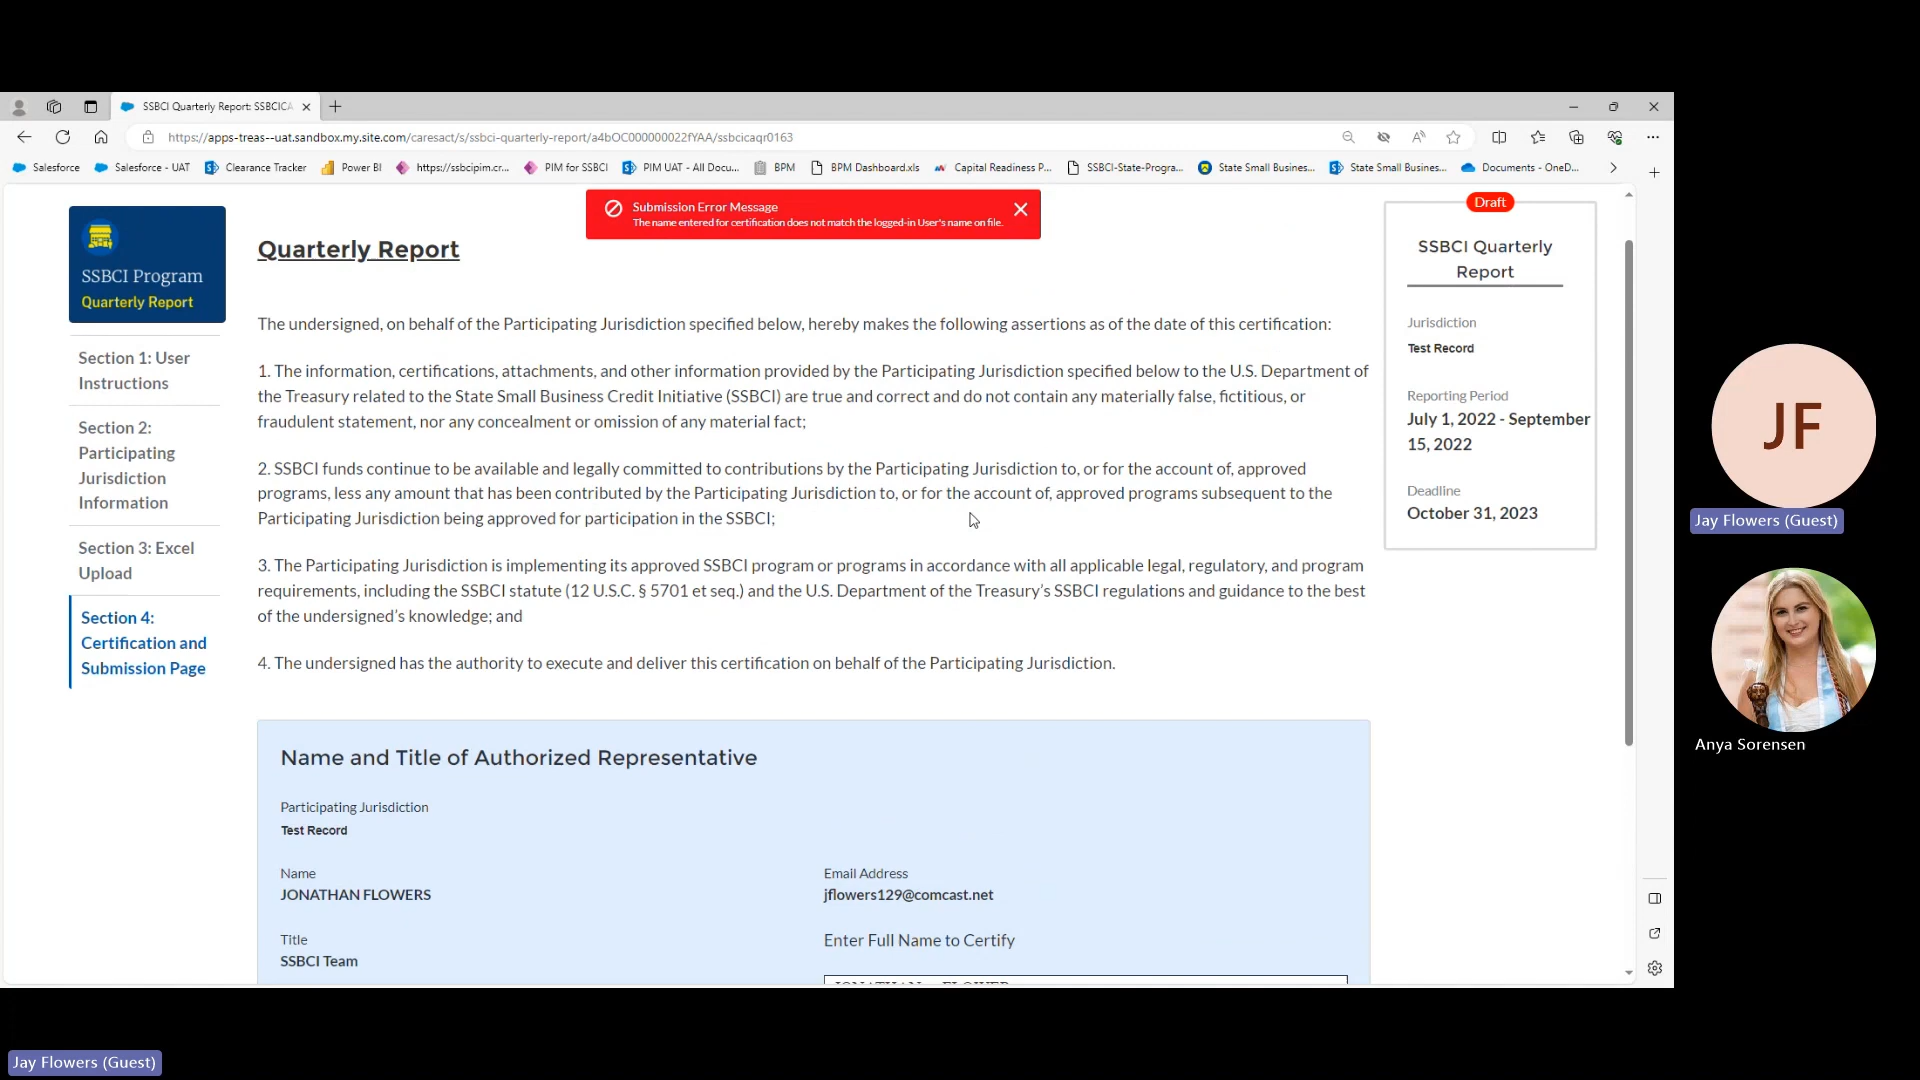 SSBCI Quarterly Report: SSBCICA
https://apps-treas--uat.sandbox.my.site.com/caresact/s/ssbci-quarterly-report/a4bOC000000022fYAA/ssbcicaqr0163
Salesforce
Salesforce - UAT
Clearance Tracker
Power BI
https://ssbcipim.cr...
PIM for SSBCI
PIM UAT - All Docu...
BPM
BPM Dashboard.xls
Capital Readiness P...
SSBCI-State-Progra...
State Small Business...
State Small Business...
Documents - OneD...
Submission Error Message
The name entered for certification does not match the logged-in User's name on file.
SSBCI Program
Quarterly Report
Section 1: User
Instructions
Section 2:
Participating
Jurisdiction
Information
Section 3: Excel
Upload
Section 4:
Certification and
Submission Page
Quarterly Report
The undersigned, on behalf of the Participating Jurisdiction specified below, hereby makes the following assertions as of the date of this certification:
1. The information, certifications, attachments, and other information provided by the Participating Jurisdiction specified below to the U.S. Department of
the Treasury related to the State Small Business Credit Initiative (SSBCI) are true and correct and do not contain any materially false, fictitious, or
fraudulent statement, nor any concealment or omission of any material fact;
2. SSBCI funds continue to be available and legally committed to contributions by the Participating Jurisdiction to, or for the account of, approved
programs, less any amount that has been contributed by the Participating Jurisdiction to, or for the account of, approved programs subsequent to the
Participating Jurisdiction being approved for participation in the SSBCI;
3. The Participating Jurisdiction is implementing its approved SSBCI program or programs in accordance with all applicable legal, regulatory, and program
requirements, including the SSBCI statute (12 U.S.C. § 5701 et seq.) and the U.S. Department of the Treasury’s SSBCI regulations and guidance to the best
of the undersigned’s knowledge; and
4. The undersigned has the authority to execute and deliver this certification on behalf of the Participating Jurisdiction.
Name and Title of Authorized Representative
Participating Jurisdiction
Test Record
Name
JONATHAN FLOWERS
Email Address
jflowers129@comcast.net
Title
SSBCI Team
Enter Full Name to Certify
Draft
SSBCI Quarterly
Report
Jurisdiction
Test Record
Reporting Period
July 1, 2022 - September
15, 2022
Deadline
October 31, 2023
JF
Jay Flowers (Guest)
Anya Sorensen
Jay Flowers (Guest)